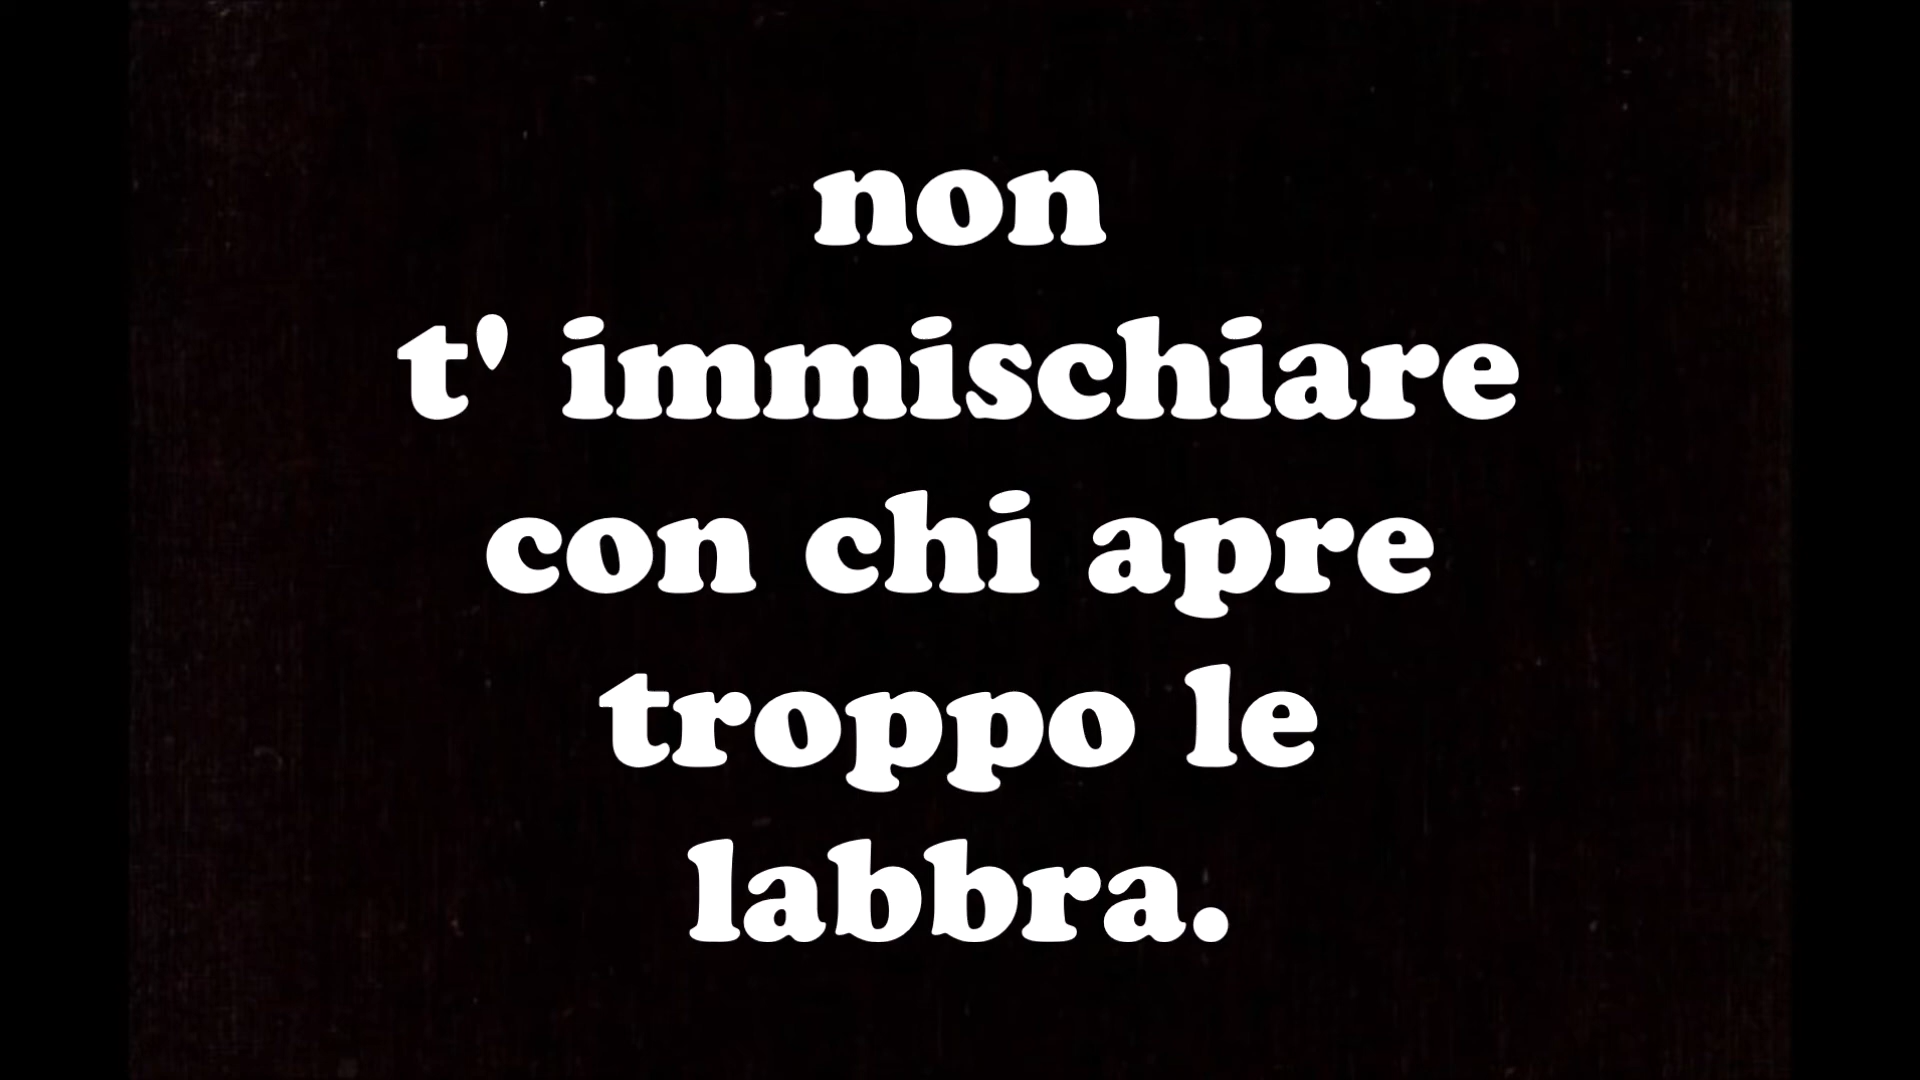 non
t' immischiare
con chi apre
troppo le
labbra.